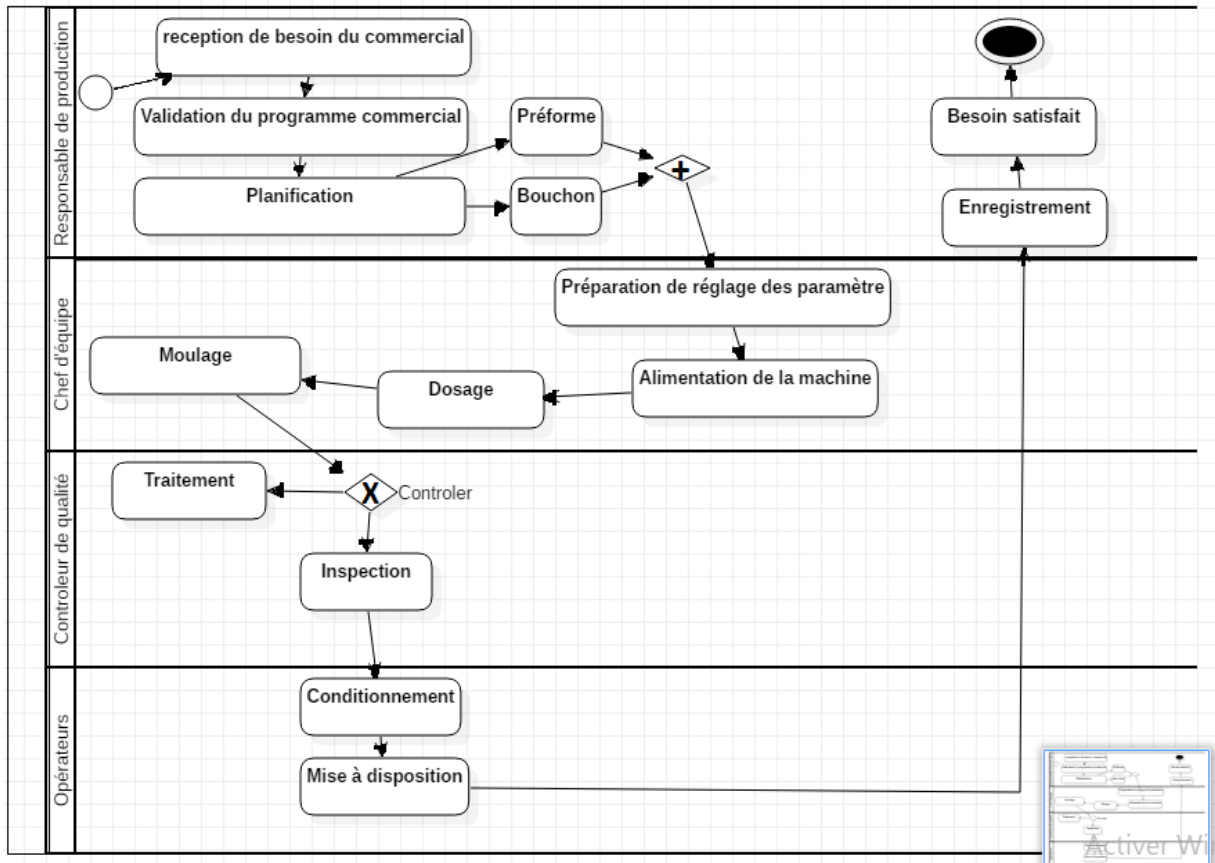 Responsable de production
reception de besoin du commercial
Validation du programme commercial
Planification
Préforme
Bouchon
+
Besoin satisfait
Enregistrement
Chef d'équipe
Préparation de réglage des paramètre
Alimentation de la machine
Dosage
Moulage
Controleur de qualité
Traitement
X
Controler
Inspection
Opérateurs
Conditionnement
Mise à disposition
Activer Wi